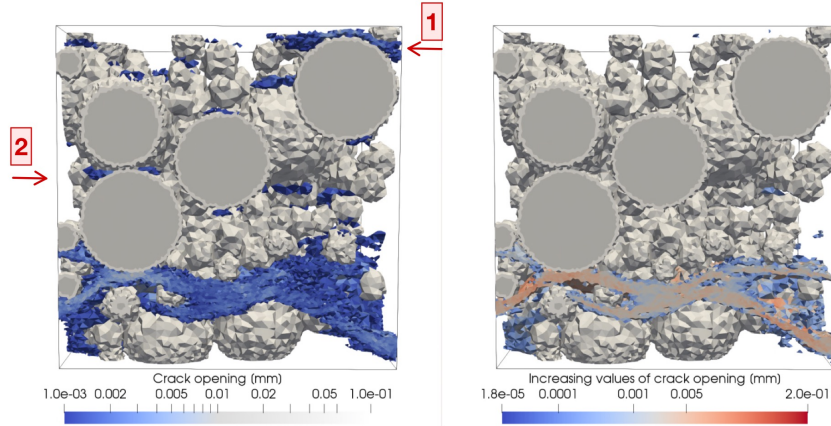 1
2
Crack opening (mm)
1.0e-03 0.002 0.005 0.01 0.02 0.05 1.0e-01
Increasing values of crack opening (mm)
1.8e-05 0.0001 0.001 0.005 2.0e-01